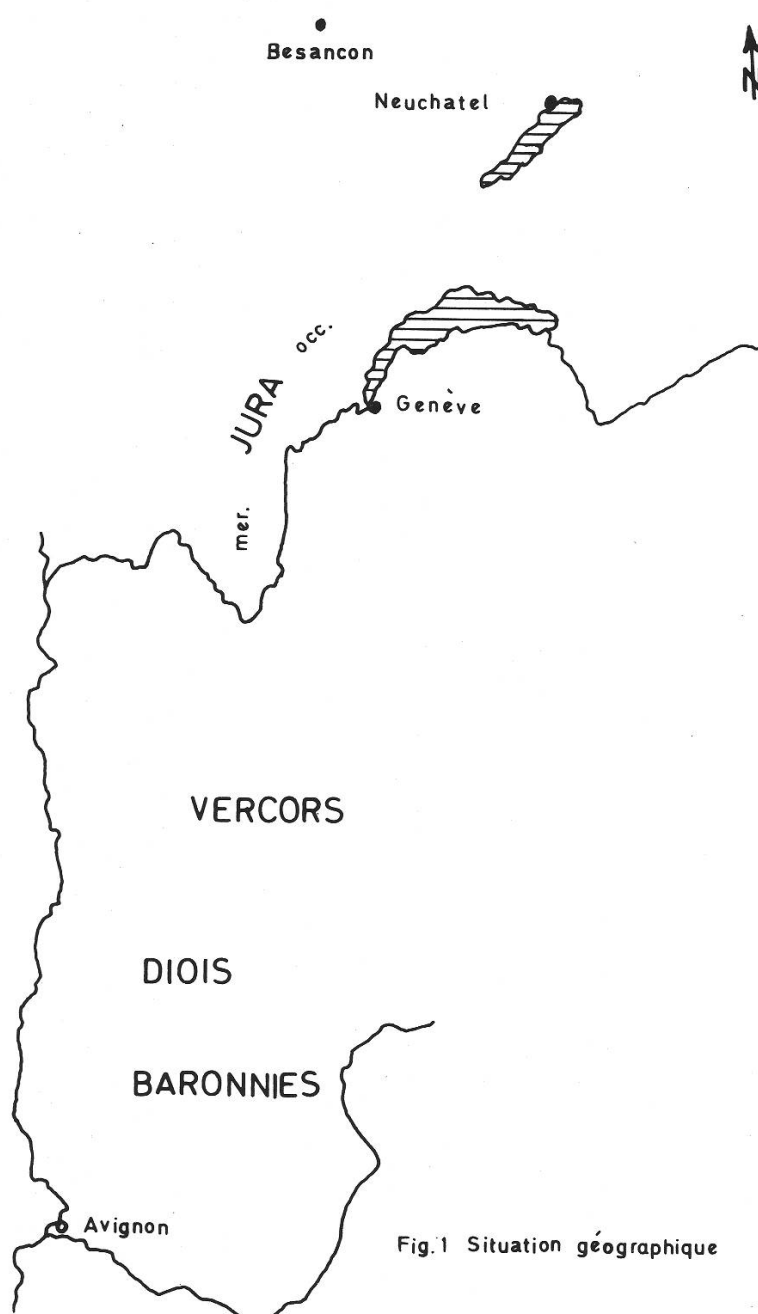 Besancon
N
Neuchatel
occ.
JURA
Genève
mer.
VERCORS
DIOIS
BARONNIES
Avignon
Fig.1 Situation géographique